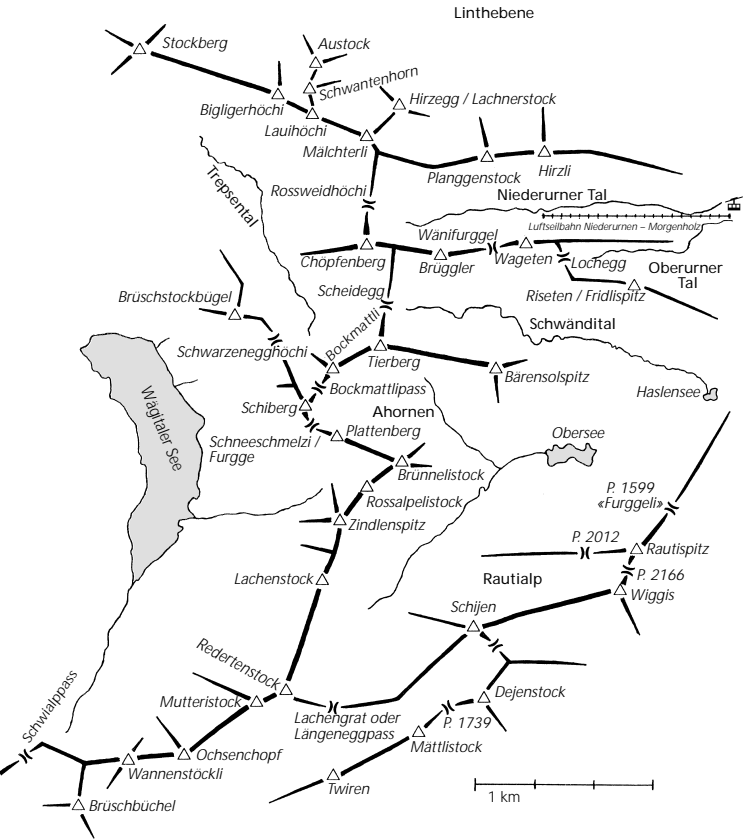 Linthebene
Stockberg
Austock
Schwantenhorn
Bigligerhöchi
Hirzegg / Lachnerstock
Lauihöchi
Mälchterli
Planggenstock
Hirzli
Trepsental
Rossweidhöchi
Niederurner Tal
Luftseilbahn Niederurnen – Morgenholz
Wänifurggel
Chöpfenberg
Brüggler
Wageten
Lochegg
Oberurner
Tal
Scheidegg
Riseten / Fridlispitz
Brüschstockbügel
Schwändital
Bockmattli
Schwarzenegghöchi
Tierberg
Bärensolspitz
Bockmattlipass
Haslensee
Wägitaler See
Schiberg
Ahornen
Plattenberg
Obersee
Schneeschmelzi /
Furgge
Brünnelistock
Rossalpelistock
P. 1599
«Furggeli»
Zindlenspitz
P. 2012
Rautispitz
P. 2166
Lachenstock
Rautialp
Wiggis
Schijen
Redertenstock
Schwialppass
Mutteristock
Dejenstock
Lachengrat oder
Längeneggpass
P. 1739
Mättlistock
Ochsenchopf
Wannenstöckli
Twiren
1 km
Brüschbüchel